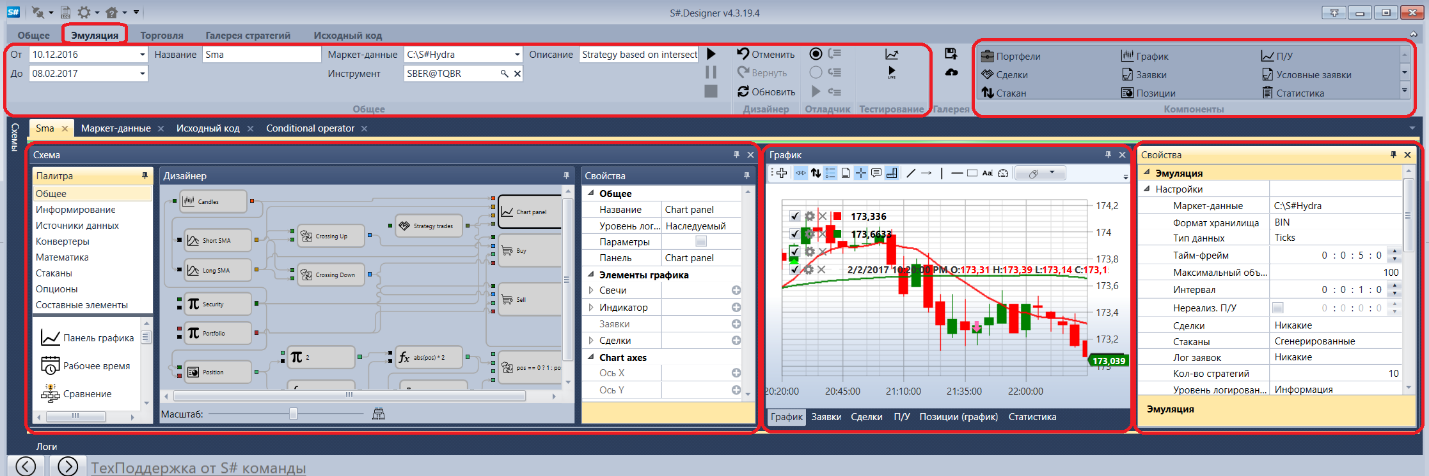 S# S#.Designer v4.3.19.4
Общее Эмуляция Торговля Галерея стратегий Исходный код
От 10.12.2016 Название Sma Маркет-данные C:\S#Hydra Описание Strategy based on intersect Отменить
До 08.02.2017 Инструмент SBER@TQBR Вернуть LIVE
Обновить
Общее Дизайнер Отладчик Тестирование Галерея
Портфели График П/У
Сделки Заявки Условные заявки
Стакан Позиции Статистика
Компоненты
Схемы
Sma Маркет-данные Исходный код Conditional operator
Схема
Палитра
Общее
Информирование
Источники данных
Конвертеры
Математика
Стаканы
Опционы
Составные элементы
Панель графика
Рабочее время
Сравнение
Дизайнер
Candles
Chart panel
Short SMA
Crossing Up
Strategy trades
Buy
Long SMA
Crossing Down
Security
Sell
Portfolio
Position
π 2
abs(pos) * 2
pos == 0 ? 1 : po
Масштаб:
Свойства
Общее
Название Chart panel
Уровень лог... Наследуемый
Параметры
Панель Chart panel
Элементы графика
Свечи
Индикатор
Заявки
Сделки
Chart axes
Ось X
Ось Y
График
Aa
173,336
173,6633
2/2/2017 10:20:00 PM O:173,31 H:173,39 L:173,14 C:173,1
174,2
174
173,8
173,6
173,4
173,2
173,039
173
20:20:00 20:45:00 21:10:00 21:35:00 22:00:00
График Заявки Сделки П/У Позиции (график) Статистика
Свойства
Эмуляция
Настройки
Маркет-данные C:\S#Hydra
Формат хранилища BIN
Тип данных Ticks
Тайм-фрейм 0 : 0 : 5 : 0
Максимальный объ... 100
Интервал 0 : 0 : 1 : 0
Нереализ. П/У 0 : 0 : 0 : 0
Сделки Никакие
Стаканы Сгенерированные
Лог заявок Никакие
Кол-во стратегий 10
Уровень логирован... Информация
Эмуляция
Логи
ТехПоддержка от S# команды